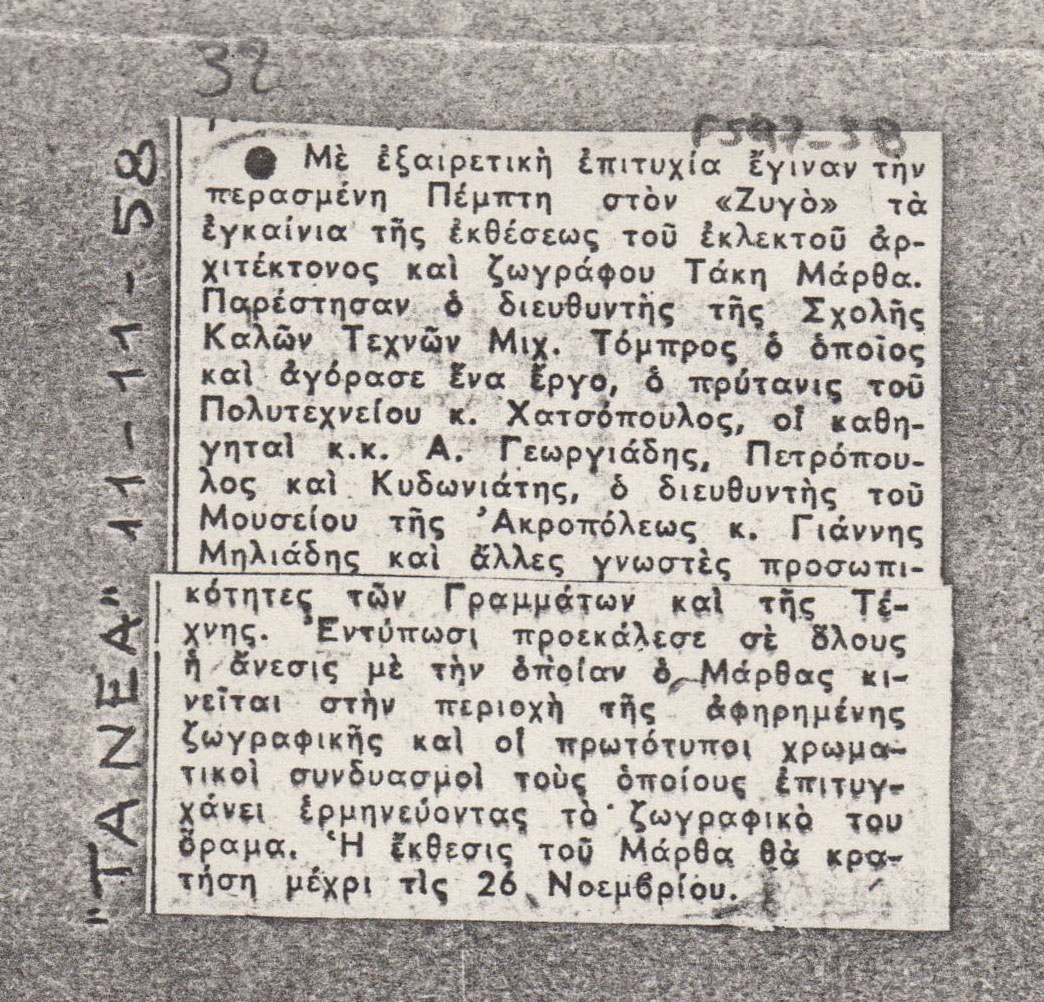 32
"ΤΑ ΝΕΑ" 11-11-58
● Μὲ ἐξαιρετικὴ ἐπιτυχία ἔγιναν τὴν
περασμένη Πέμπτη στὸν «Ζυγὸ» τὰ
ἐγκαίνια τῆς ἐκθέσεως τοῦ ἐκλεκτοῦ ἀρ-
χιτέκτονος καὶ ζωγράφου Τάκη Μάρθα.
Παρέστησαν ὁ διευθυντὴς τῆς Σχολῆς
Καλῶν Τεχνῶν Μιχ. Τόμπρος ὁ ὁποῖος
καὶ ἀγόρασε ἕνα ἔργο, ὁ πρύτανις τοῦ
Πολυτεχνείου κ. Χατσόπουλος, οἱ καθη-
γηταὶ κ.κ. Α. Γεωργιάδης, Πετρόπου-
λος καὶ Κυδωνιάτης, ὁ διευθυντὴς τοῦ
Μουσείου τῆς Ἀκροπόλεως κ. Γιάννης
Μηλιάδης καὶ ἄλλες γνωστὲς προσωπι-
κότητες τῶν Γραμμάτων καὶ τῆς Τέ-
χνης. Ἐντύπωσι προεκάλεσε σὲ ὅλους
ἡ ἄνεσις μὲ τὴν ὁποίαν ὁ Μάρθας κι-
νεῖται στὴν περιοχὴ τῆς ἀφηρημένης
ζωγραφικῆς καὶ οἱ πρωτότυποι χρωμα-
τικοὶ συνδυασμοὶ τοὺς ὁποίους ἐπιτυγ-
χάνει ἑρμηνεύοντας τὸ ζωγραφικὸ του
ὅραμα. Ἡ ἔκθεσις τοῦ Μάρθα θὰ κρα-
τήση μέχρι τὶς 26 Νοεμβρίου.